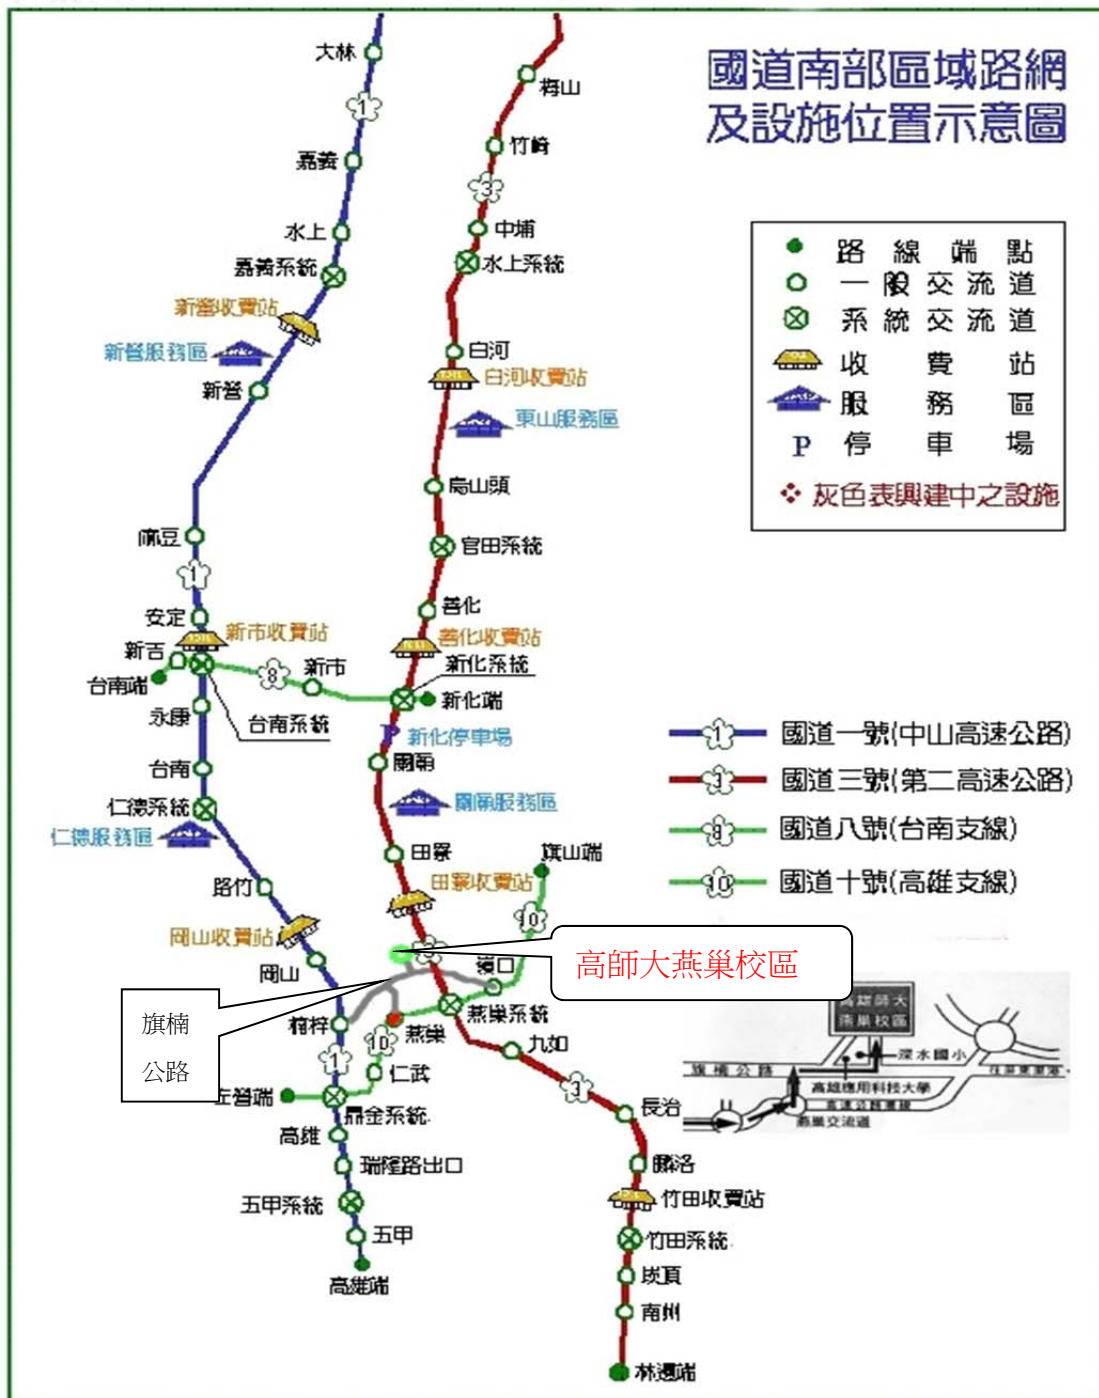 國道南部區域路網
及設施位置示意圖
大林
1
嘉義
水上
嘉義系統
新營收費站
新營服務區
新營
麻豆
1
安定
新市收費站
新吉
台南端
8
新市
永康
台南系統
台南
仁德系統
仁德服務區
路竹
岡山收費站
岡山
楠梓
1
左營端
鼎金系統
高雄
瑞隆路出口
五甲系統
五甲
高雄端
梅山
竹崎
3
中埔
水上系統
白河
白河收費站
東山服務區
烏山頭
官田系統
善化
善化收費站
新化系統
新化端
P 新化停車場
關廟
關廟服務區
田寮
田寮收費站
旗山端
10
嶺口
燕巢系統
燕巢
10
仁武
九如
3
長治
麟洛
竹田收費站
竹田系統
崁頂
南州
林邊端
高師大燕巢校區
旗楠
公路
路線端點
一般交流道
系統交流道
收費站
服務區
P 停車場
灰色表興建中之設施
1 國道一號(中山高速公路)
3 國道三號(第二高速公路)
8 國道八號(台南支線)
10 國道十號(高雄支線)
高雄師大
燕巢校區
深水國小
旗楠公路
高雄應用科技大學
燕巢交流道